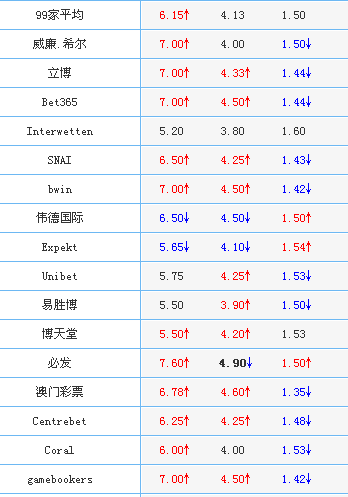 99家平均 6.15↑ 4.13 1.50
威廉.希尔 7.00↑ 4.00 1.50↓
立博 7.00↑ 4.33↑ 1.44↓
Bet365 7.00↑ 4.50↑ 1.44↓
Interwetten 5.20 3.80 1.60
SNAI 6.50↑ 4.25↑ 1.43↓
bwin 7.00↑ 4.50↑ 1.42↓
伟德国际 6.50↓ 4.50↓ 1.50↑
Expekt 5.65↓ 4.10↓ 1.54↑
Unibet 5.75 4.25↑ 1.53↓
易胜博 5.50 3.90↑ 1.50↓
博天堂 5.50↑ 4.20↑ 1.53
必发 7.60↑ 4.90↓ 1.50↑
澳门彩票 6.78↑ 4.60↑ 1.35↓
Centrebet 6.25↑ 4.25↑ 1.48↓
Coral 6.00↑ 4.00 1.53↓
gamebookers 7.00↑ 4.50↑ 1.42↓